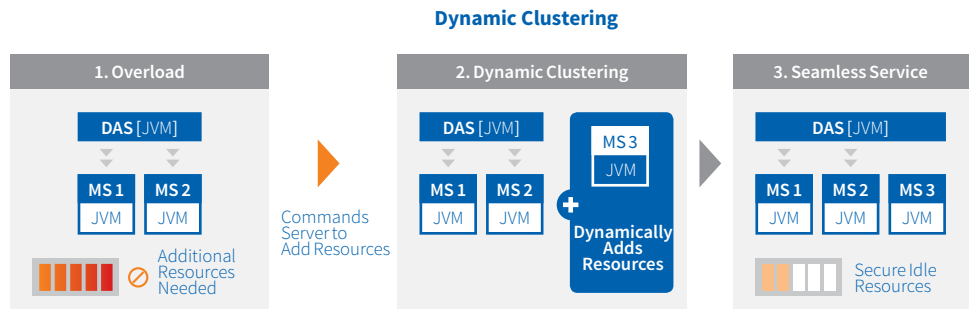 Dynamic Clustering
1. Overload
DAS [JVM]
MS 1
JVM
MS 2
JVM
Additional
Resources
Needed
Commands
Server to
Add Resources
2. Dynamic Clustering
DAS [JVM]
MS 1
JVM
MS 2
JVM
MS 3
JVM
Dynamically
Adds
Resources
3. Seamless Service
DAS [JVM]
MS 1
JVM
MS 2
JVM
MS 3
JVM
Secure Idle
Resources